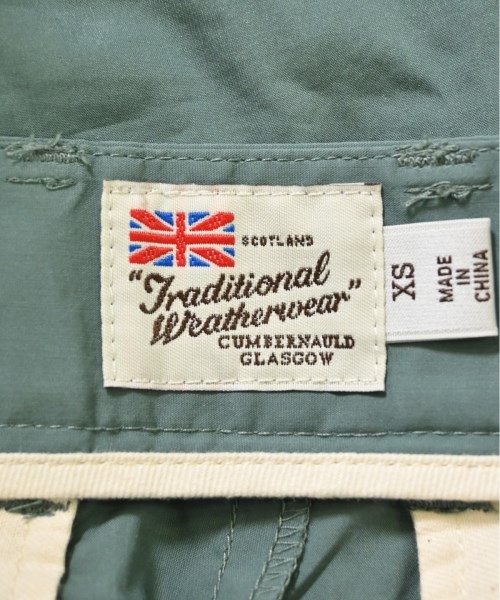 SCOTLAND
"Traditional
Weatherwear"
CUMBERNAULD
GLASGOW
XS
MADE
IN
CHINA